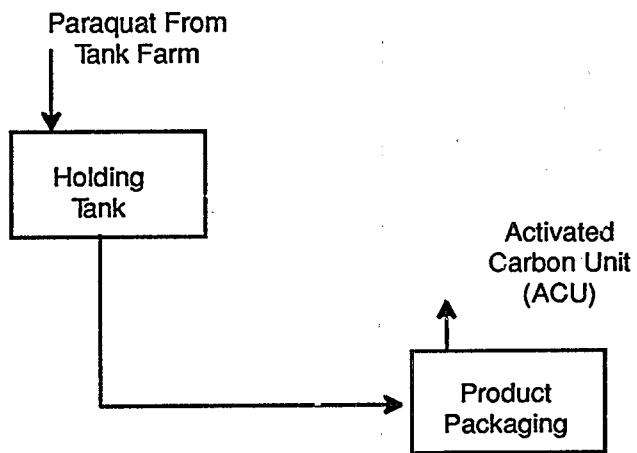 Paraquat From
Tank Farm
Holding
Tank
Activated
Carbon Unit
(ACU)
Product
Packaging